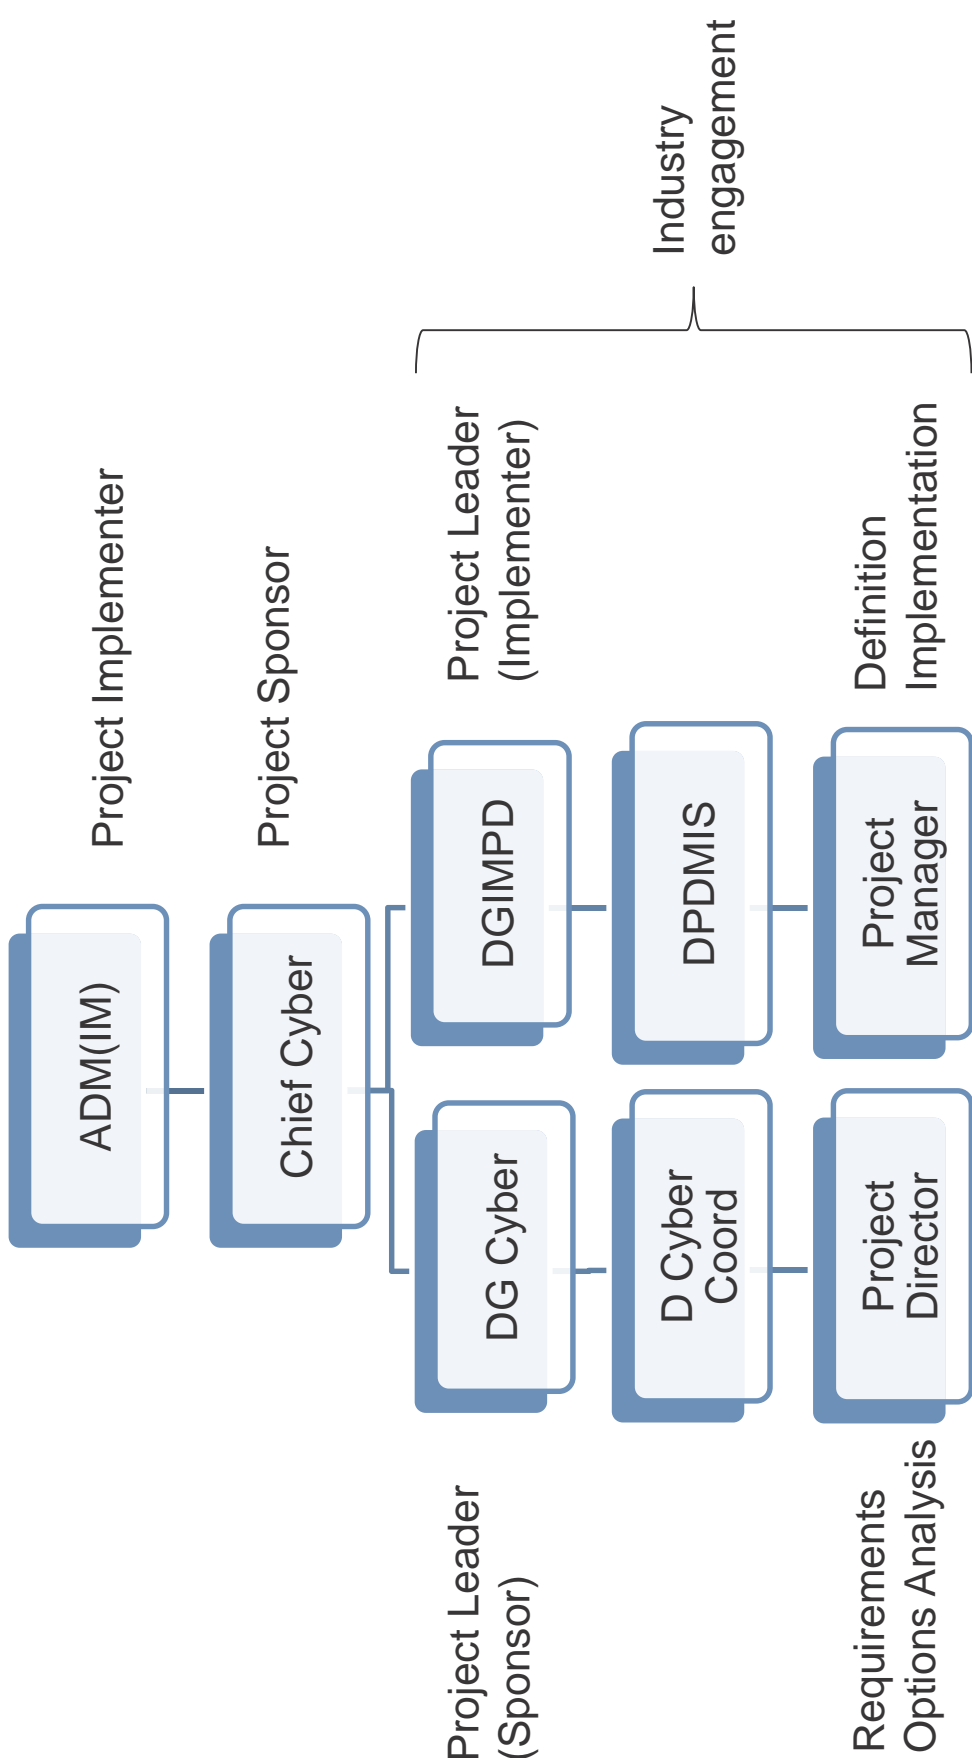 ADM(IM)
Project Implementer
Chief Cyber
Project Sponsor
Project Leader
(Sponsor)
DG Cyber
DGIMPD
Project Leader
(Implementer)
D Cyber
Coord
DPDMIS
Industry
engagement
Requirements
Options Analysis
Project
Director
Project
Manager
Definition
Implementation